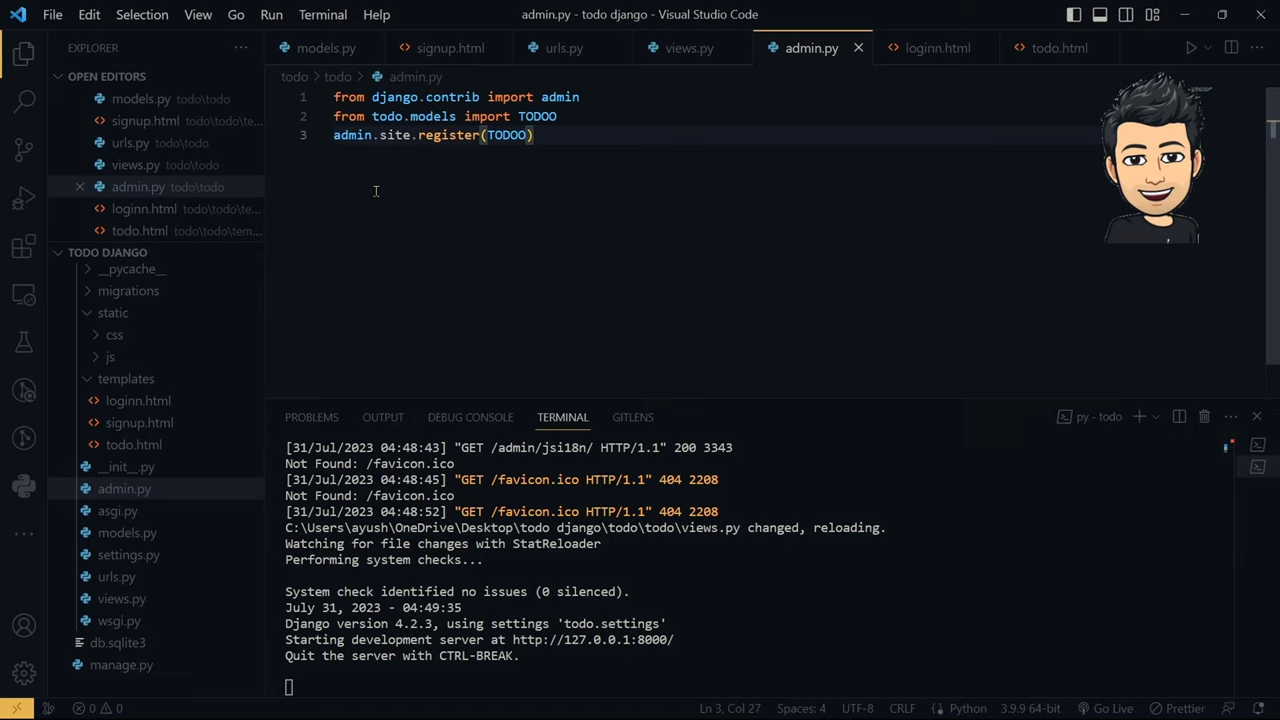 File Edit Selection View Go Run Terminal Help
admin.py - todo django - Visual Studio Code
EXPLORER
OPEN EDITORS
models.py todo\todo
signup.html todo\todo\te...
urls.py todo\todo
views.py todo\todo
admin.py todo\todo
loginn.html todo\todo\te...
todo.html todo\todo\tem...
TODO DJANGO
__pycache__
migrations
static
css
js
templates
loginn.html
signup.html
todo.html
__init__.py
admin.py
asgi.py
models.py
settings.py
urls.py
views.py
wsgi.py
db.sqlite3
manage.py
models.py signup.html urls.py views.py admin.py loginn.html todo.html
todo > todo > admin.py
1 from django.contrib import admin
2 from todo.models import TODOO
3 admin.site.register(TODOO)
PROBLEMS OUTPUT DEBUG CONSOLE TERMINAL GITLENS
py - todo
[31/Jul/2023 04:48:43] "GET /admin/jsi18n/ HTTP/1.1" 200 3343
Not Found: /favicon.ico
[31/Jul/2023 04:48:45] "GET /favicon.ico HTTP/1.1" 404 2208
Not Found: /favicon.ico
[31/Jul/2023 04:48:52] "GET /favicon.ico HTTP/1.1" 404 2208
C:\Users\ayush\OneDrive\Desktop\todo django\todo\todo\views.py changed, reloading.
Watching for file changes with StatReloader
Performing system checks...
System check identified no issues (0 silenced).
July 31, 2023 - 04:49:35
Django version 4.2.3, using settings 'todo.settings'
Starting development server at http://127.0.0.1:8000/
Quit the server with CTRL-BREAK.
0 0 Ln 3, Col 27 Spaces: 4 UTF-8 CRLF Python 3.9.9 64-bit Go Live Prettier